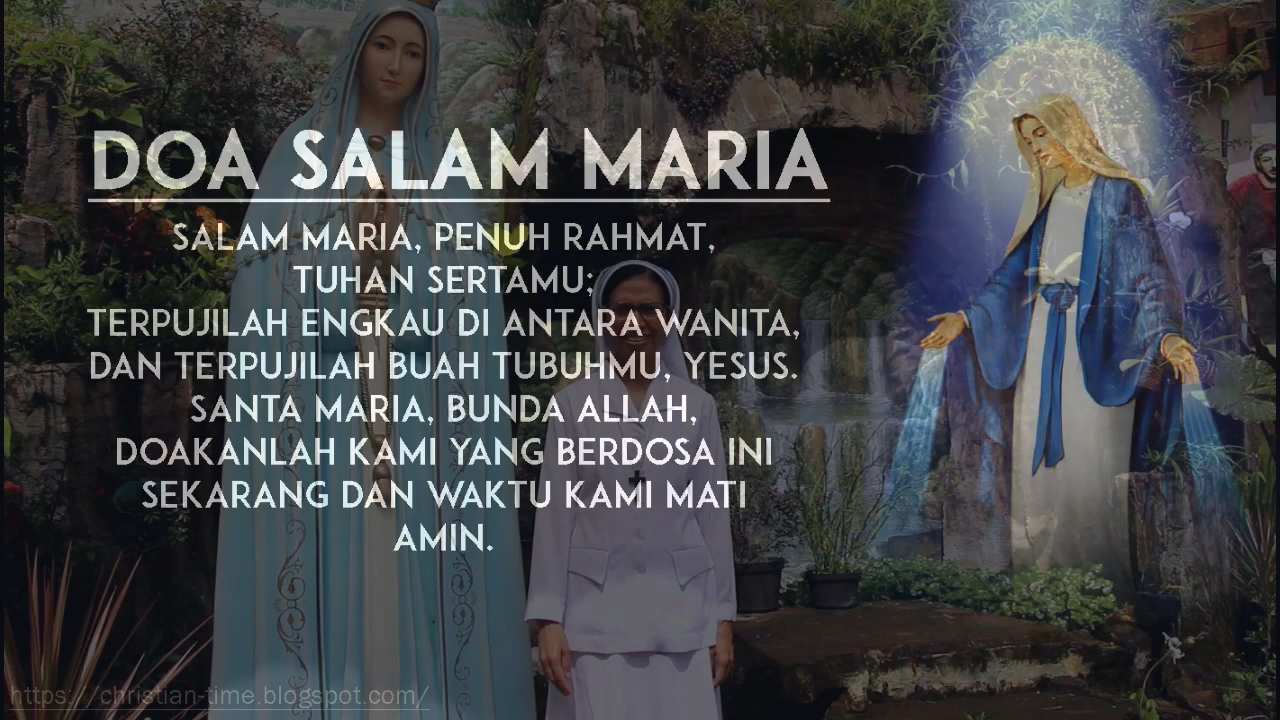 DOA SALAM MARIA
SALAM MARIA, PENUH RAHMAT,
TUHAN SERTAMU;
TERPUJILAH ENGKAU DI ANTARA WANITA,
DAN TERPUJILAH BUAH TUBUHMU, YESUS.
SANTA MARIA, BUNDA ALLAH,
DOAKANLAH KAMI YANG BERDOSA INI
SEKARANG DAN WAKTU KAMI MATI
AMIN.
https://christian-time.blogspot.com/